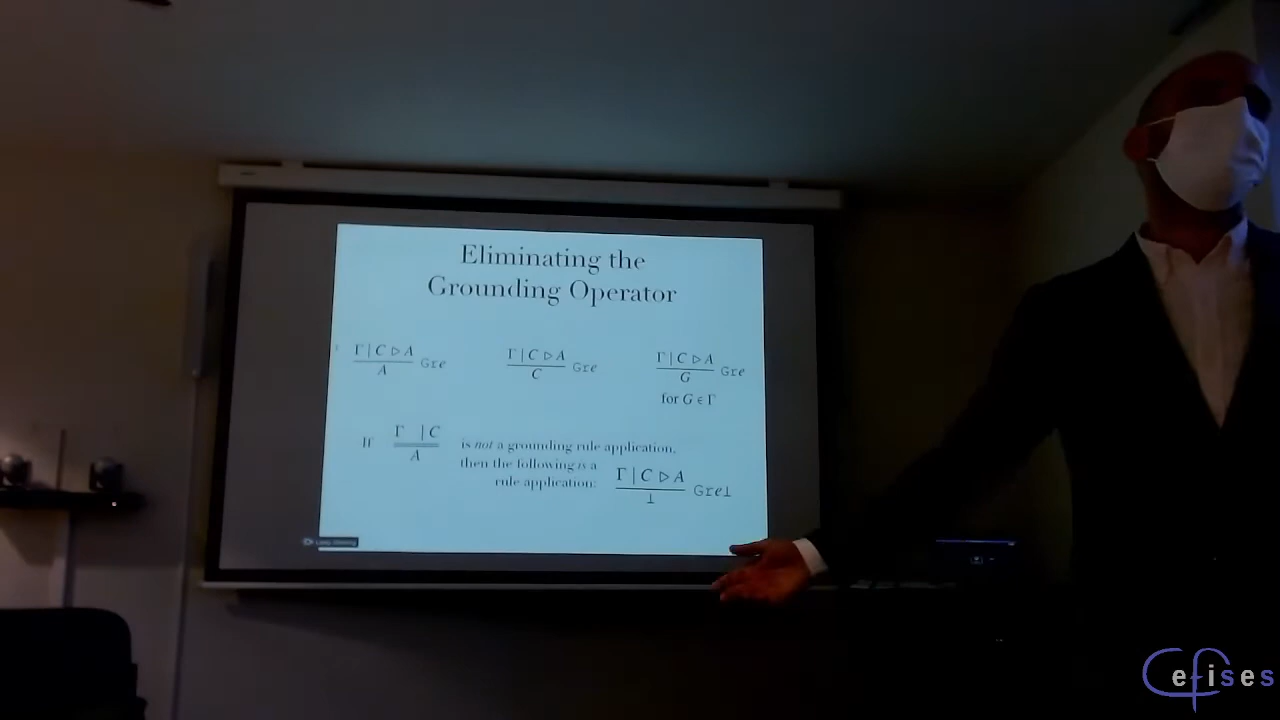 Eliminating the
Grounding Operator
Γ | C ▷ A
A
Gre
Γ | C ▷ A
C
Gre
Γ | C ▷ A
G
Gre
for G ∈ Γ
If
Γ | C
A
is not a grounding rule application,
then the following is a
rule application:
Γ | C ▷ A
⊥
Gre⊥
Cefises